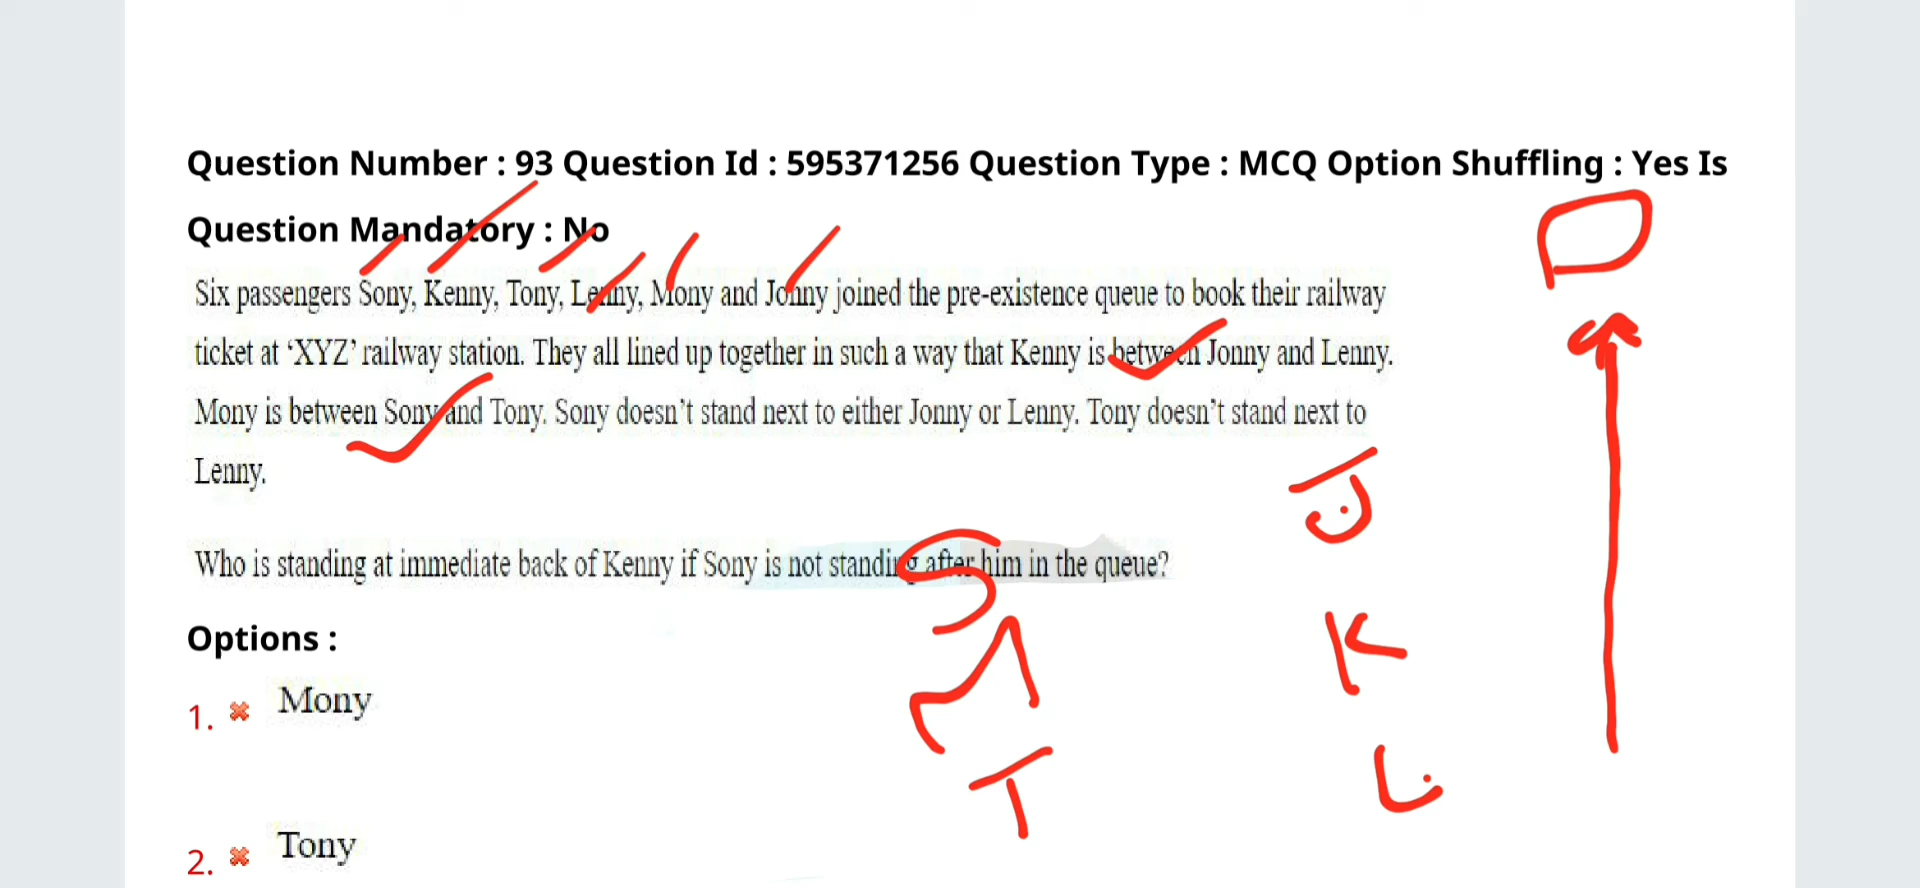 Question Number : 93 Question Id : 595371256 Question Type : MCQ Option Shuffling : Yes Is
Question Mandatory : No
Six passengers Sony, Kenny, Tony, Lenny, Mony and Jonny joined the pre-existence queue to book their railway
ticket at ‘XYZ’ railway station. They all lined up together in such a way that Kenny is between Jonny and Lenny.
Mony is between Sony and Tony. Sony doesn’t stand next to either Jonny or Lenny. Tony doesn’t stand next to
Lenny.
J
Who is standing at immediate back of Kenny if Sony is not standing after him in the queue?
S
K
Options :
M
1. Mony
L
T
2. Tony